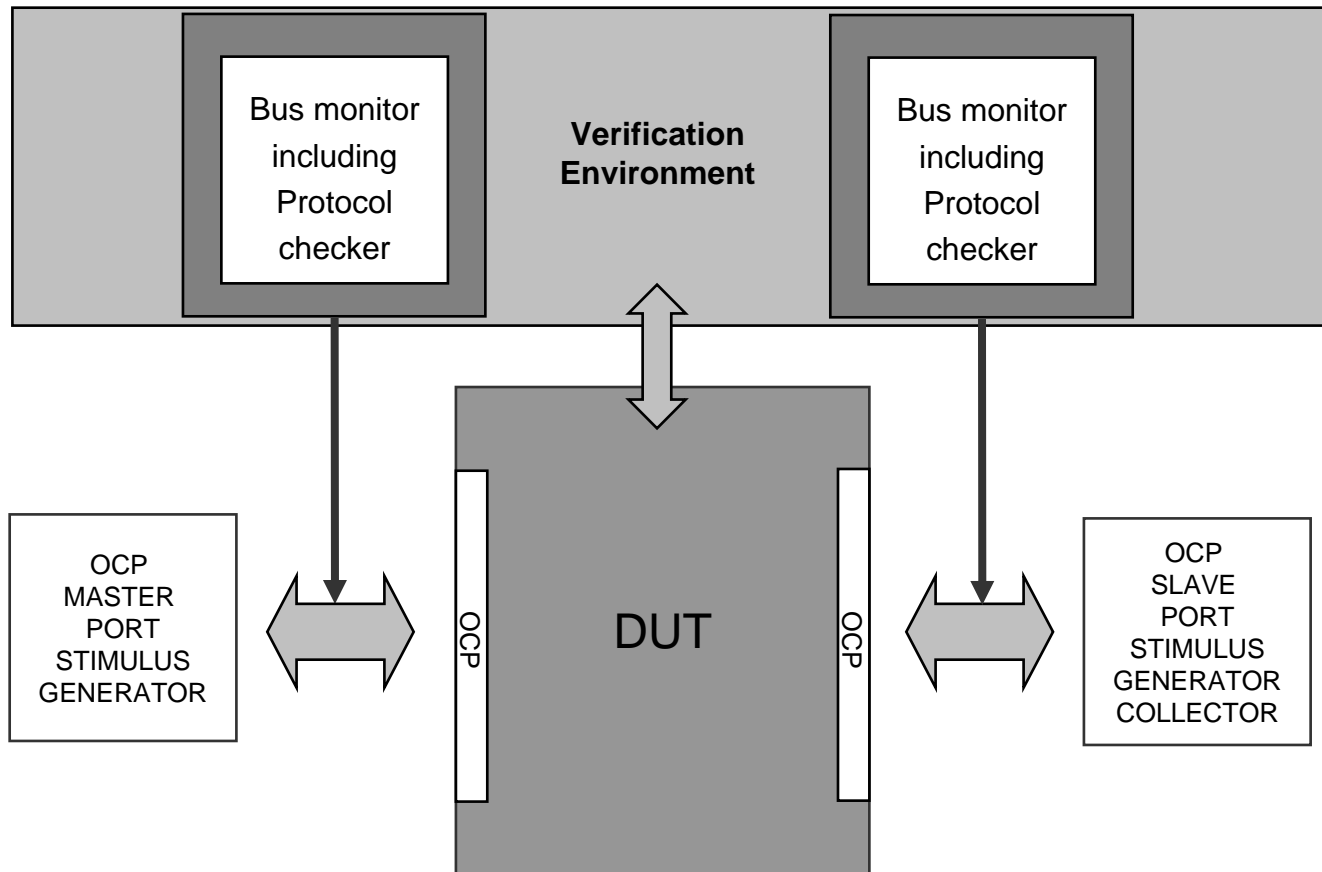 Bus monitor
including
Protocol
checker
Verification
Environment
Bus monitor
including
Protocol
checker
OCP
MASTER
PORT
STIMULUS
GENERATOR
OCP
DUT
OCP
OCP
SLAVE
PORT
STIMULUS
GENERATOR
COLLECTOR